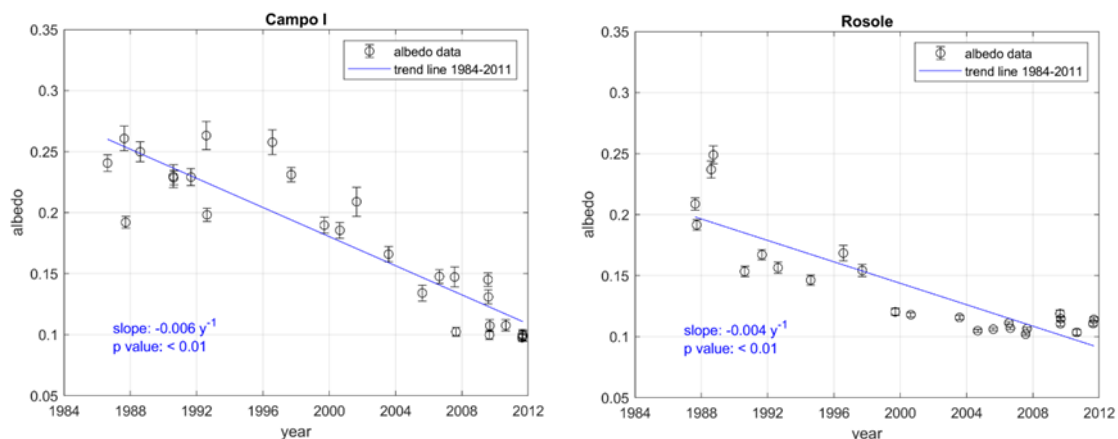 Campo I
albedo data
trend line 1984-2011
0.35
0.3
0.25
0.2
0.15
0.1
0.05
albedo
slope: -0.006 y⁻¹
p value: < 0.01
1984 1988 1992 1996 2000 2004 2008 2012
year
Rosole
albedo data
trend line 1984-2011
0.35
0.3
0.25
0.2
0.15
0.1
0.05
albedo
slope: -0.004 y⁻¹
p value: < 0.01
1984 1988 1992 1996 2000 2004 2008 2012
year